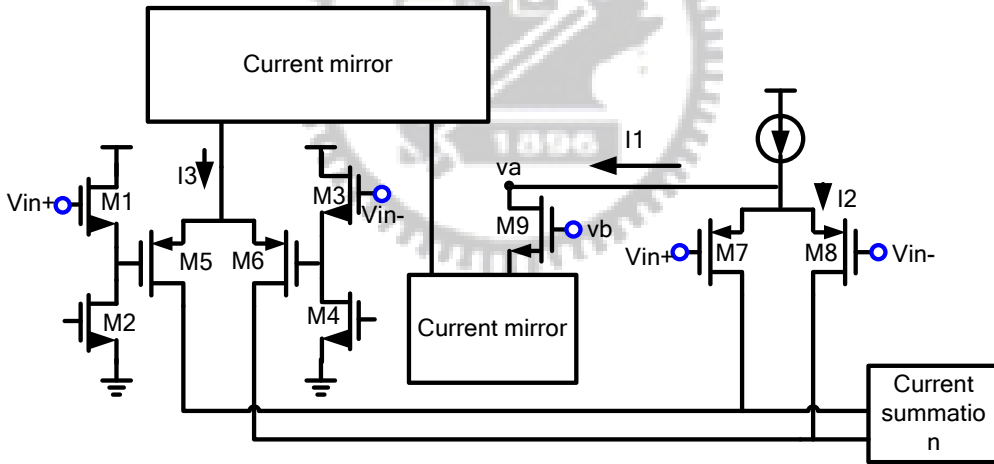 Current mirror
1896
I1
I3
va
Vin+
M1
M3
Vin-
M9
vb
I2
M5
M6
Vin+
M7
M8
Vin-
M2
M4
Current mirror
Current
summatio
n